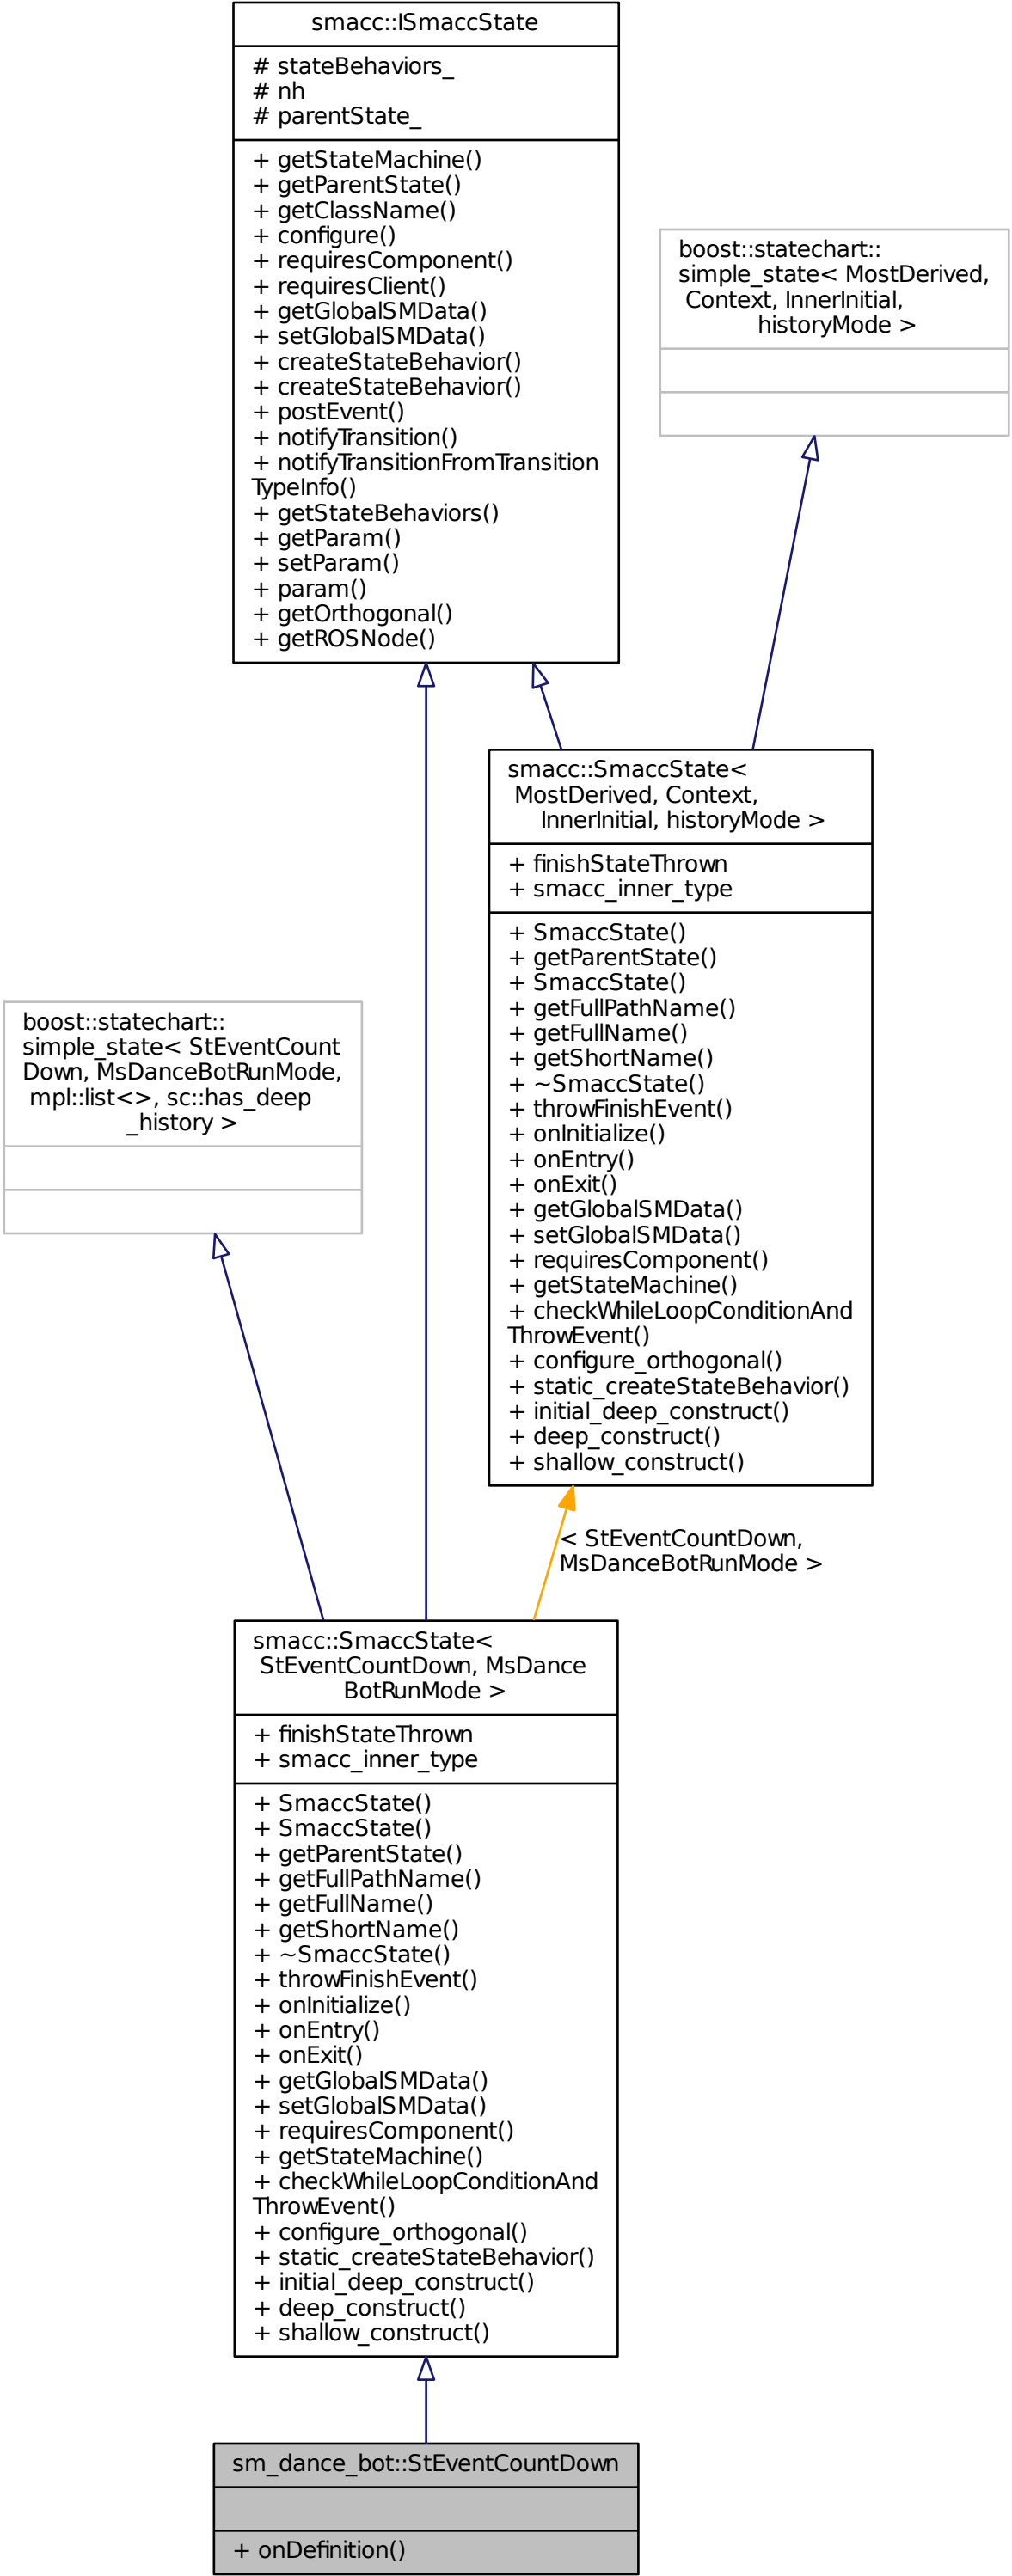 smacc::ISmaccState
# stateBehaviors_
# nh
# parentState_
+ getStateMachine()
+ getParentState()
+ getClassName()
+ configure()
+ requiresComponent()
+ requiresClient()
+ getGlobalSMData()
+ setGlobalSMData()
+ createStateBehavior()
+ createStateBehavior()
+ postEvent()
+ notifyTransition()
+ notifyTransitionFromTransition
TypeInfo()
+ getStateBehaviors()
+ getParam()
+ setParam()
+ param()
+ getOrthogonal()
+ getROSNode()
boost::statechart::
simple_state< MostDerived,
Context, InnerInitial,
historyMode >
smacc::SmaccState<
MostDerived, Context,
InnerInitial, historyMode >
+ finishStateThrown
+ smacc_inner_type
+ SmaccState()
+ getParentState()
+ SmaccState()
+ getFullPathName()
+ getFullName()
+ getShortName()
+ ~SmaccState()
+ throwFinishEvent()
+ onInitialize()
+ onEntry()
+ onExit()
+ getGlobalSMData()
+ setGlobalSMData()
+ requiresComponent()
+ getStateMachine()
+ checkWhileLoopConditionAnd
ThrowEvent()
+ configure_orthogonal()
+ static_createStateBehavior()
+ initial_deep_construct()
+ deep_construct()
+ shallow_construct()
boost::statechart::
simple_state< StEventCount
Down, MsDanceBotRunMode,
mpl::list<>, sc::has_deep
_history >
< StEventCountDown,
MsDanceBotRunMode >
smacc::SmaccState<
StEventCountDown, MsDance
BotRunMode >
+ finishStateThrown
+ smacc_inner_type
+ SmaccState()
+ SmaccState()
+ getParentState()
+ getFullPathName()
+ getFullName()
+ getShortName()
+ ~SmaccState()
+ throwFinishEvent()
+ onInitialize()
+ onEntry()
+ onExit()
+ getGlobalSMData()
+ setGlobalSMData()
+ requiresComponent()
+ getStateMachine()
+ checkWhileLoopConditionAnd
ThrowEvent()
+ configure_orthogonal()
+ static_createStateBehavior()
+ initial_deep_construct()
+ deep_construct()
+ shallow_construct()
sm_dance_bot::StEventCountDown
+ onDefinition()